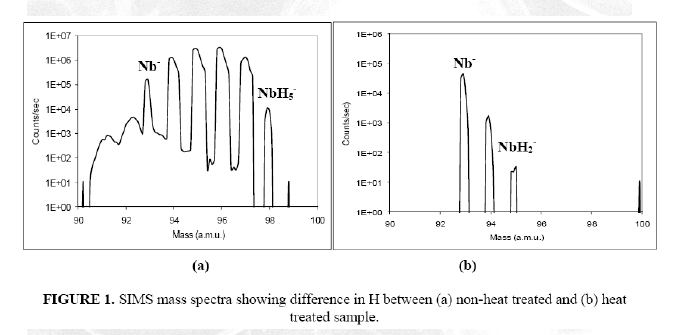 1E+07
1E+06
1E+05
1E+04
1E+03
1E+02
1E+01
1E+00
Counts/sec
Nb-
NbH5-
90 92 94 96 98 100
Mass (a.m.u.)
(a)
1E+06
1E+05
1E+04
1E+03
1E+02
1E+01
1E+00
Counts/sec)
Nb-
NbH2-
90 92 94 96 98 100
Mass (a.m.u.)
(b)
FIGURE 1. SIMS mass spectra showing difference in H between (a) non-heat treated and (b) heat
treated sample.